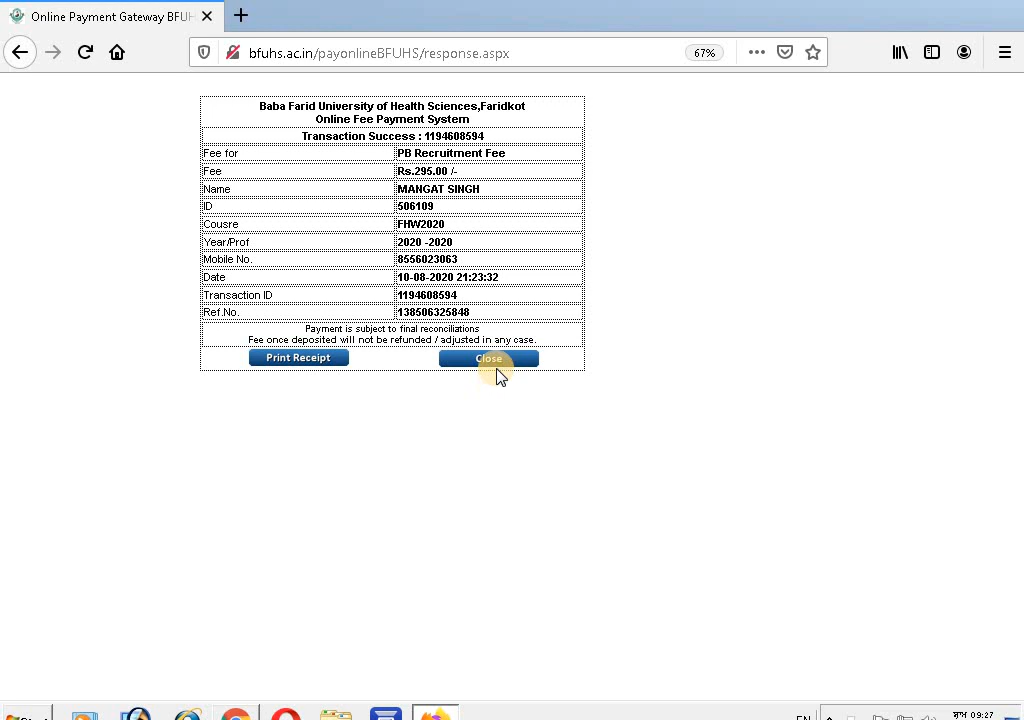 Online Payment Gateway BFUH
bfuhs.ac.in/payonlineBFUHS/response.aspx
67%
Baba Farid University of Health Sciences,Faridkot
Online Fee Payment System
Transaction Success : 1194608594
Fee for PB Recruitment Fee
Fee Rs.295.00 /-
Name MANGAT SINGH
ID 506109
Cousre FHW2020
Year/Prof 2020 -2020
Mobile No. 8556023063
Date 10-08-2020 21:23:32
Transaction ID 1194608594
Ref.No. 138506325848
Payment is subject to final reconciliations
Fee once deposited will not be refunded / adjusted in any case.
Print Receipt Close
EN 09:27